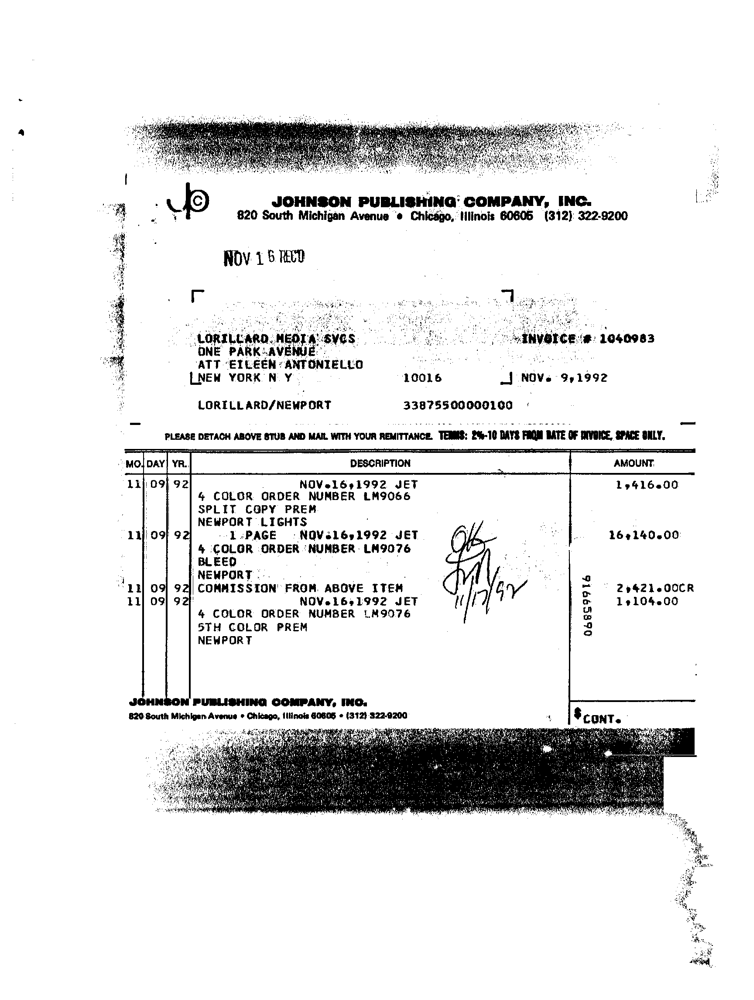 JC
JOHNSON PUBLISHING COMPANY, INC.
820 South Michigan Avenue • Chicago, Illinois 60605 (312) 322-9200
NOV 16 REC'D
LORILLARD MEDIA SVCS
INVOICE # 1040983
ONE PARK AVENUE
ATT EILEEN ANTONIELLO
NEW YORK N Y 10016 NOV. 9,1992
LORILLARD/NEWPORT 33875500000100
PLEASE DETACH ABOVE STUB AND MAIL WITH YOUR REMITTANCE. TERMS: 2%-10 DAYS FROM DATE OF INVOICE, SPACE ONLY.
MO. DAY YR. DESCRIPTION AMOUNT
11 09 92 NOV.16,1992 JET 1,416.00
4 COLOR ORDER NUMBER LM9066
SPLIT COPY PREM
NEWPORT LIGHTS
11 09 92 1 PAGE NOV.16,1992 JET 16,140.00
4 COLOR ORDER NUMBER LM9076
BLEED
NEWPORT
11 09 92 COMMISSION FROM ABOVE ITEM 2,421.00CR
11 09 92 NOV.16,1992 JET 1,104.00
4 COLOR ORDER NUMBER LM9076
5TH COLOR PREM
NEWPORT
OK
11/17/92
91665890
JOHNSON PUBLISHING COMPANY, INC.
820 South Michigan Avenue • Chicago, Illinois 60605 • (312) 322-9200
$CONT.